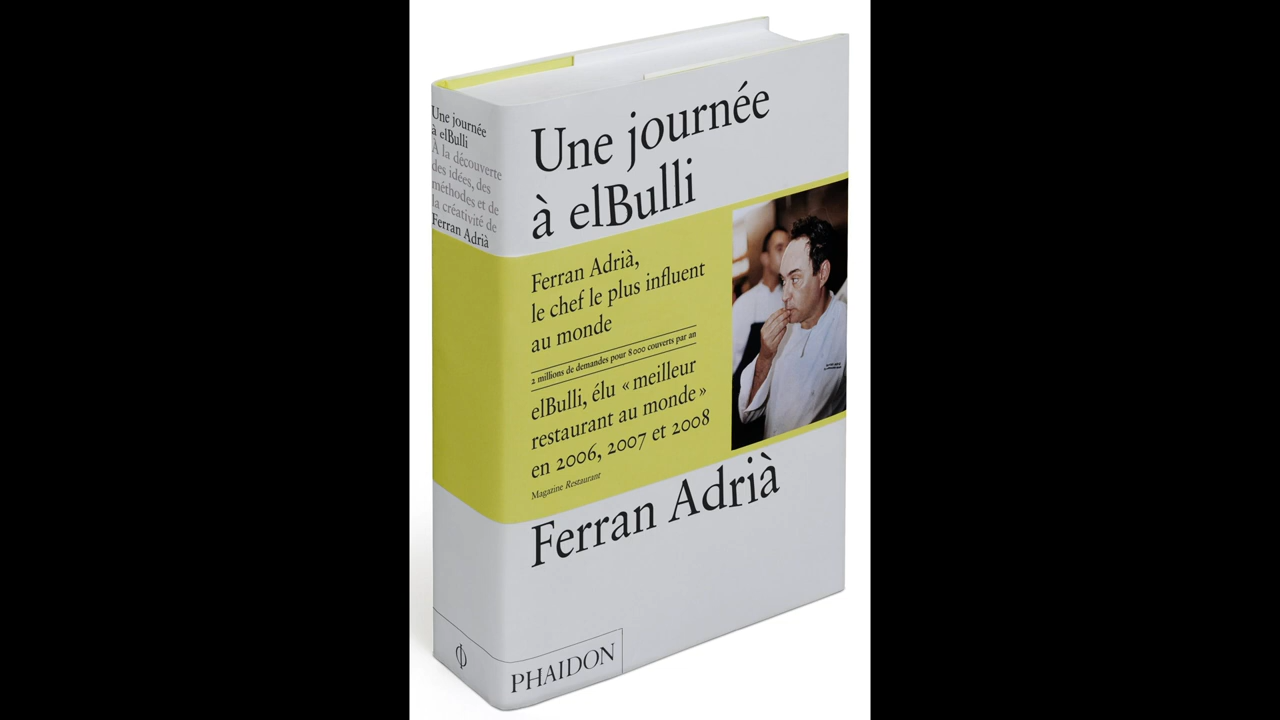 Une journée
à elBulli
À la découverte
des idées, des
méthodes et de
la créativité de
Ferran Adrià
Une journée
à elBulli
Ferran Adrià,
le chef le plus influent
au monde
2 millions de demandes pour 8 000 couverts par an
elBulli, élu « meilleur
restaurant au monde »
en 2006, 2007 et 2008
Magazine Restaurant
Ferran Adrià
PHAIDON